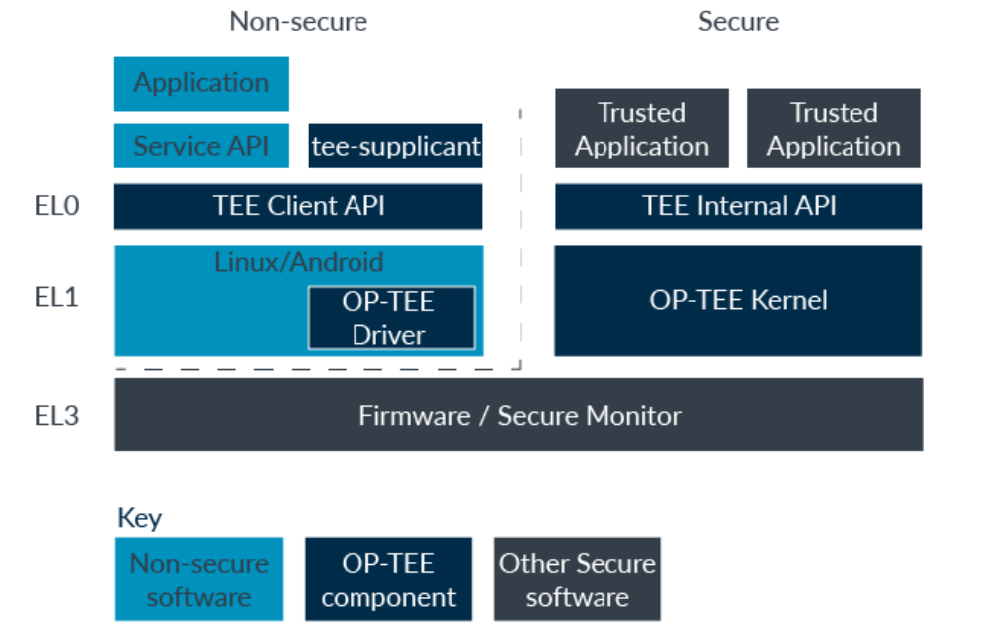 Non-secure
Secure
Application
Service API
tee-supplicant
Trusted
Application
Trusted
Application
EL0
TEE Client API
TEE Internal API
EL1
Linux/Android
OP-TEE
Driver
OP-TEE Kernel
EL3
Firmware / Secure Monitor
Key
Non-secure
software
OP-TEE
component
Other Secure
software